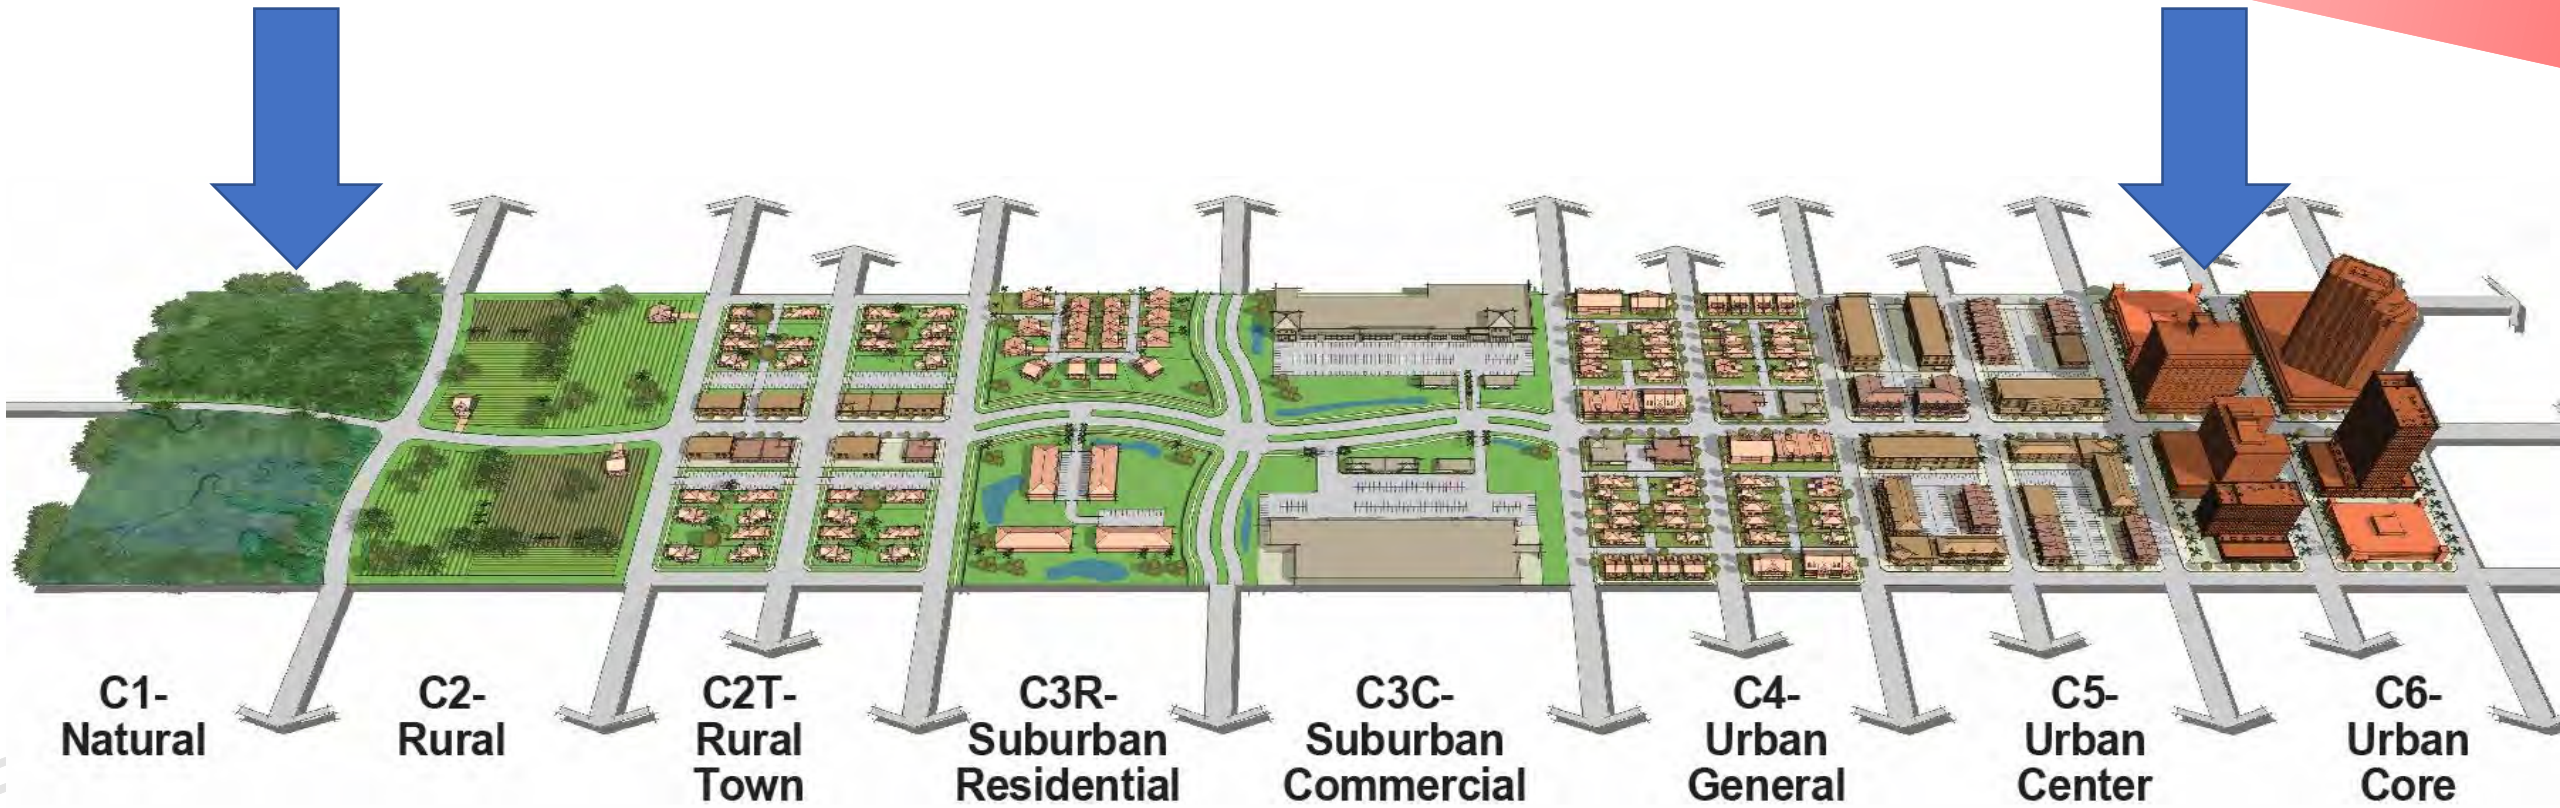 C1-
Natural
C2-
Rural
C2T-
Rural
Town
C3R-
Suburban
Residential
C3C-
Suburban
Commercial
C4-
Urban
General
C5-
Urban
Center
C6-
Urban
Core